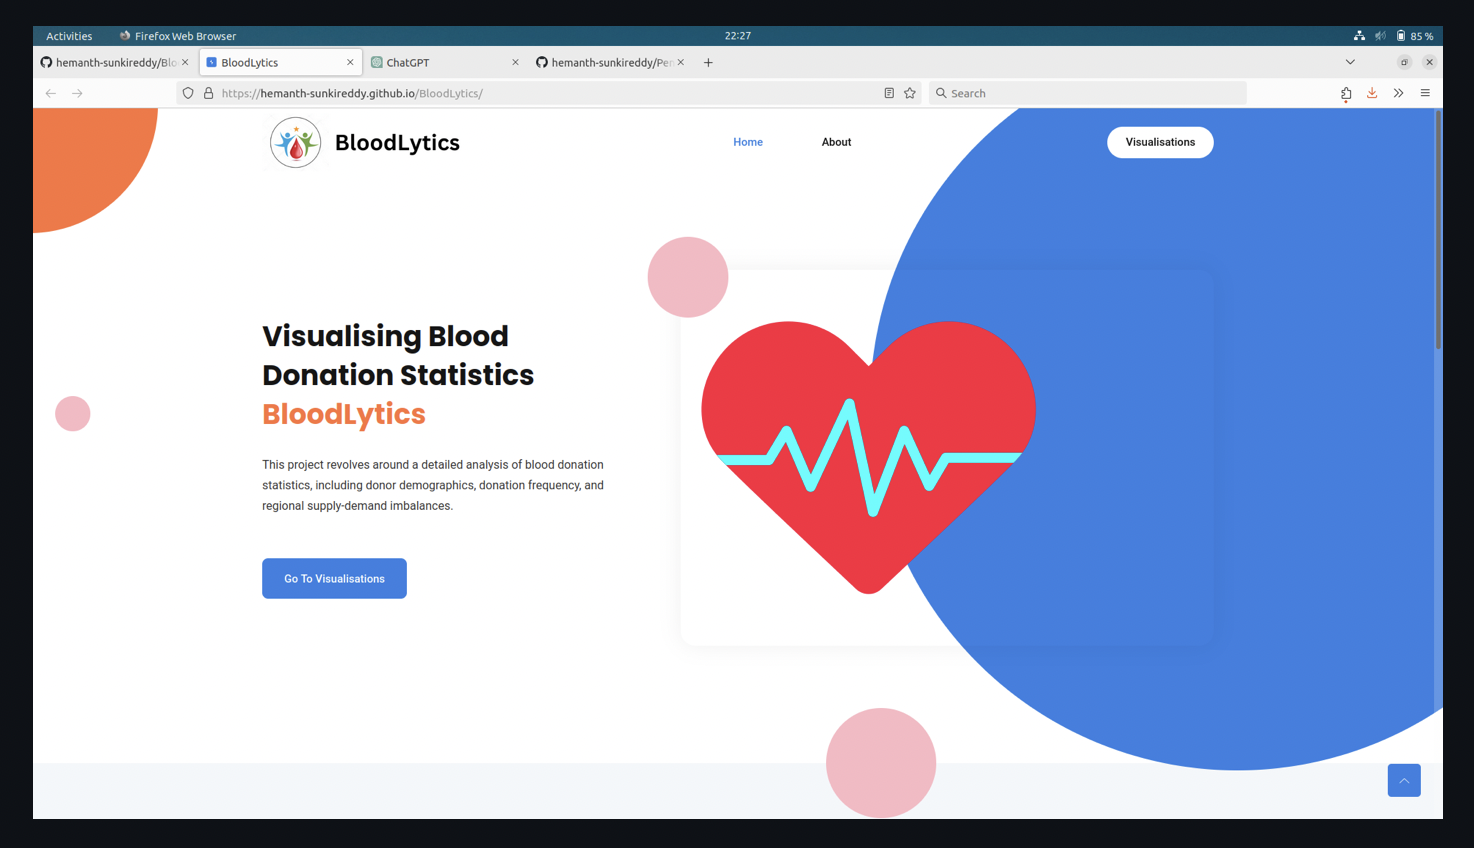 Activities Firefox Web Browser 22:27 85 %
hemanth-sunkireddy/Blo BloodLytics ChatGPT hemanth-sunkireddy/Pen
https://hemanth-sunkireddy.github.io/BloodLytics/ Search
BloodLytics Home About Visualisations
Visualising Blood
Donation Statistics
BloodLytics
This project revolves around a detailed analysis of blood donation
statistics, including donor demographics, donation frequency, and
regional supply-demand imbalances.
Go To Visualisations